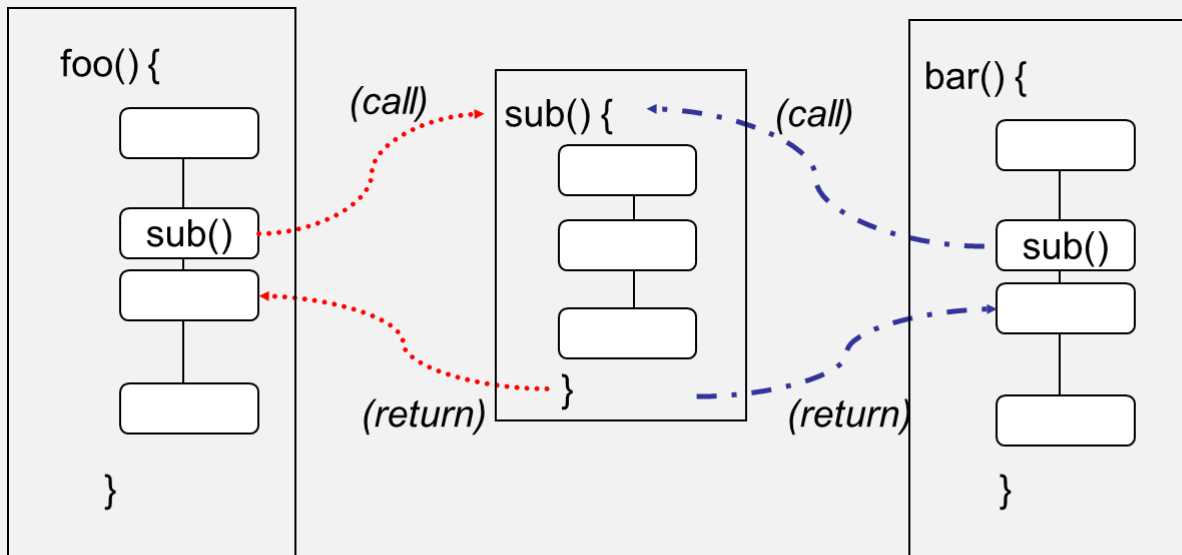 foo() {
sub()
}
(call)
(return)
sub() {
}
(call)
(return)
bar() {
sub()
}